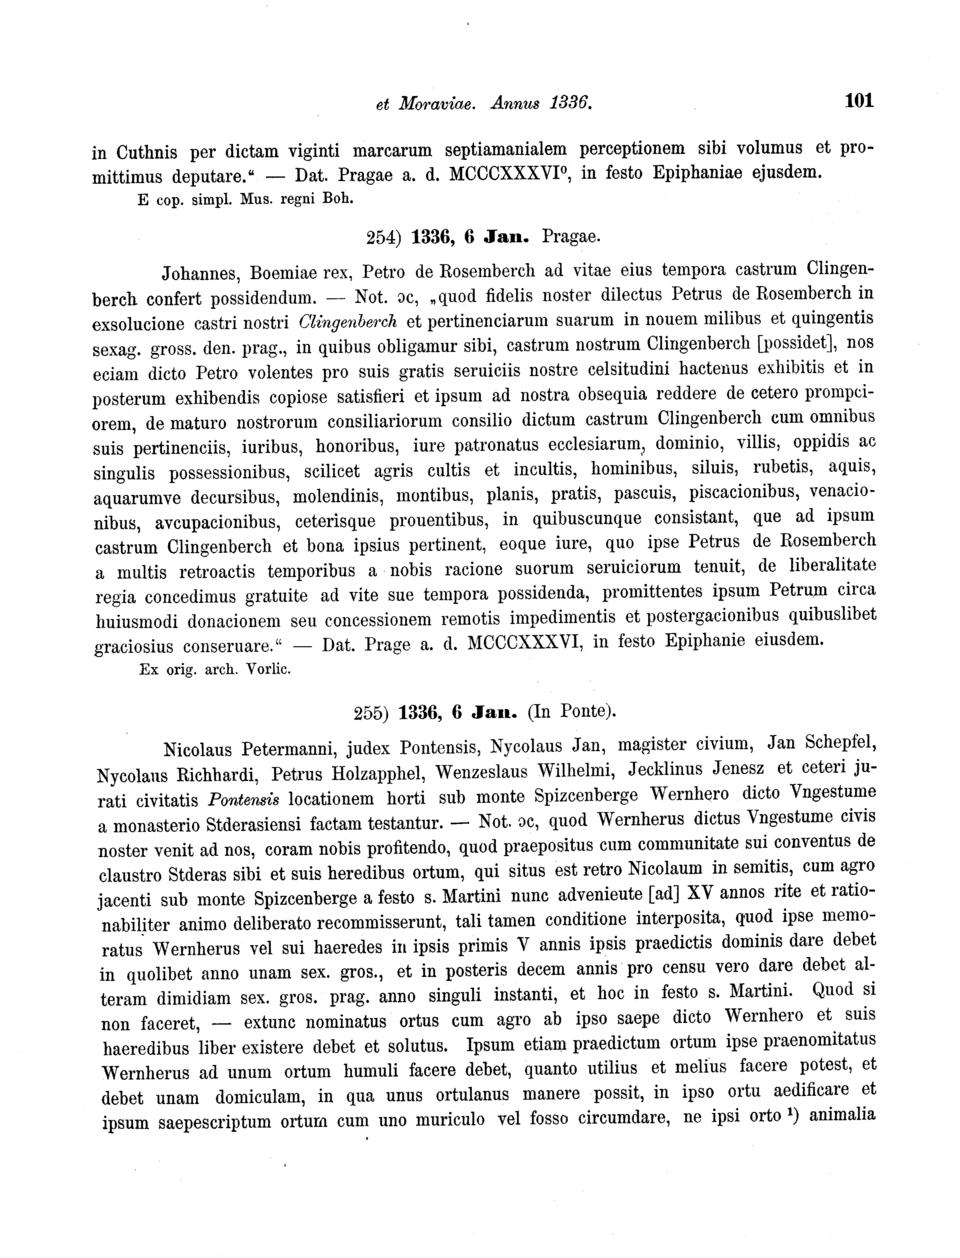 et Moraviae. Annus 1336. 101
in Cuthnis per dictam viginti marcarum septiamanialem perceptionem sibi volumus et pro-
mittimus deputare.“ — Dat. Pragae a. d. MCCCXXXVI⁰, in festo Epiphaniae ejusdem.
E cop. simpl. Mus. regni Boh.
254) 1336, 6 Jan. Pragae.
Johannes, Boemiae rex, Petro de Rosemberch ad vitae eius tempora castrum Clingen-
berch confert possidendum. — Not. ɔc, „quod fidelis noster dilectus Petrus de Rosemberch in
exsolucione castri nostri Clingenberch et pertinenciarum suarum in nouem milibus et quingentis
sexag. gross. den. prag., in quibus obligamur sibi, castrum nostrum Clingenberch [possidet], nos
eciam dicto Petro volentes pro suis gratis seruiciis nostre celsitudini hactenus exhibitis et in
posterum exhibendis copiose satisfieri et ipsum ad nostra obsequia reddere de cetero prompci-
orem, de maturo nostrorum consiliariorum consilio dictum castrum Clingenberch cum omnibus
suis pertinenciis, iuribus, honoribus, iure patronatus ecclesiarum, dominio, villis, oppidis ac
singulis possessionibus, scilicet agris cultis et incultis, hominibus, siluis, rubetis, aquis,
aquarumve decursibus, molendinis, montibus, planis, pratis, pascuis, piscacionibus, venacio-
nibus, avcupacionibus, ceterisque prouentibus, in quibuscunque consistant, que ad ipsum
castrum Clingenberch et bona ipsius pertinent, eoque iure, quo ipse Petrus de Rosemberch
a multis retroactis temporibus a nobis racione suorum seruiciorum tenuit, de liberalitate
regia concedimus gratuite ad vite sue tempora possidenda, promittentes ipsum Petrum circa
huiusmodi donacionem seu concessionem remotis impedimentis et postergacionibus quibuslibet
graciosius conseruare.“ — Dat. Prage a. d. MCCCXXXVI, in festo Epiphanie eiusdem.
Ex orig. arch. Vorlic.
255) 1336, 6 Jan. (In Ponte).
Nicolaus Petermanni, judex Pontensis, Nycolaus Jan, magister civium, Jan Schepfel,
Nycolaus Richhardi, Petrus Holzapphel, Wenzeslaus Wilhelmi, Jecklinus Jenesz et ceteri ju-
rati civitatis Pontensis locationem horti sub monte Spizcenberge Wernhero dicto Vngestume
a monasterio Stderasiensi factam testantur. — Not. ɔc, quod Wernherus dictus Vngestume civis
noster venit ad nos, coram nobis profitendo, quod praepositus cum communitate sui conventus de
claustro Stderas sibi et suis heredibus ortum, qui situs est retro Nicolaum in semitis, cum agro
jacenti sub monte Spizcenberge a festo s. Martini nunc advenieute [ad] XV annos rite et ratio-
nabiliter animo deliberato recommisserunt, tali tamen conditione interposita, quod ipse memo-
ratus Wernherus vel sui haeredes in ipsis primis V annis ipsis praedictis dominis dare debet
in quolibet anno unam sex. gros., et in posteris decem annis pro censu vero dare debet al-
teram dimidiam sex. gros. prag. anno singuli instanti, et hoc in festo s. Martini. Quod si
non faceret, — extunc nominatus ortus cum agro ab ipso saepe dicto Wernhero et suis
haeredibus liber existere debet et solutus. Ipsum etiam praedictum ortum ipse praenomitatus
Wernherus ad unum ortum humuli facere debet, quanto utilius et melius facere potest, et
debet unam domiculam, in qua unus ortulanus manere possit, in ipso ortu aedificare et
ipsum saepescriptum ortum cum uno muriculo vel fosso circumdare, ne ipsi orto ¹) animalia